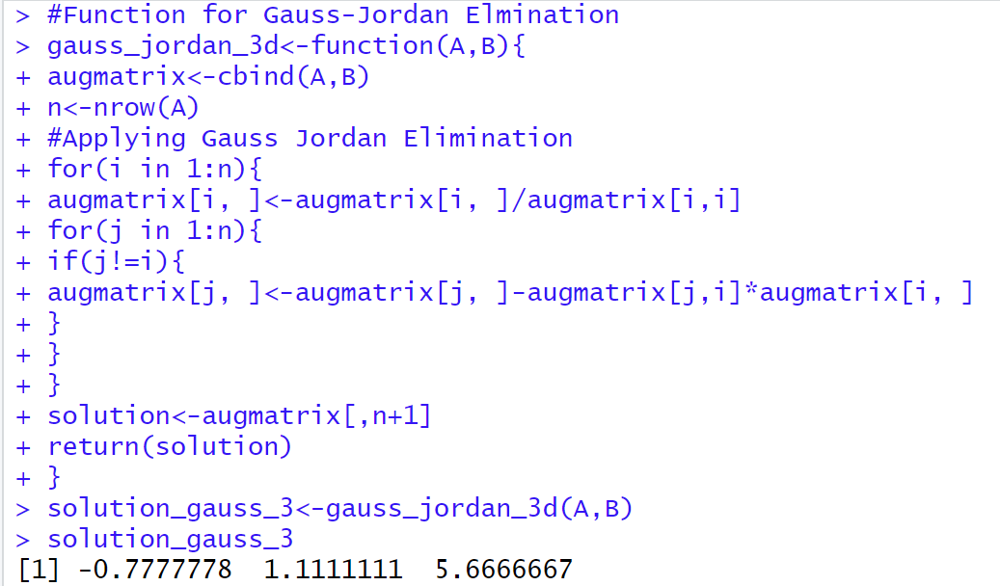 > #Function for Gauss-Jordan Elmination
> gauss_jordan_3d<-function(A,B){
+ augmatrix<-cbind(A,B)
+ n<-nrow(A)
+ #Applying Gauss Jordan Elimination
+ for(i in 1:n){
+ augmatrix[i, ]<-augmatrix[i, ]/augmatrix[i,i]
+ for(j in 1:n){
+ if(j!=i){
+ augmatrix[j, ]<-augmatrix[j, ]-augmatrix[j,i]*augmatrix[i, ]
+ }
+ }
+ }
+ solution<-augmatrix[,n+1]
+ return(solution)
+ }
> solution_gauss_3<-gauss_jordan_3d(A,B)
> solution_gauss_3
[1] -0.7777778  1.1111111  5.6666667